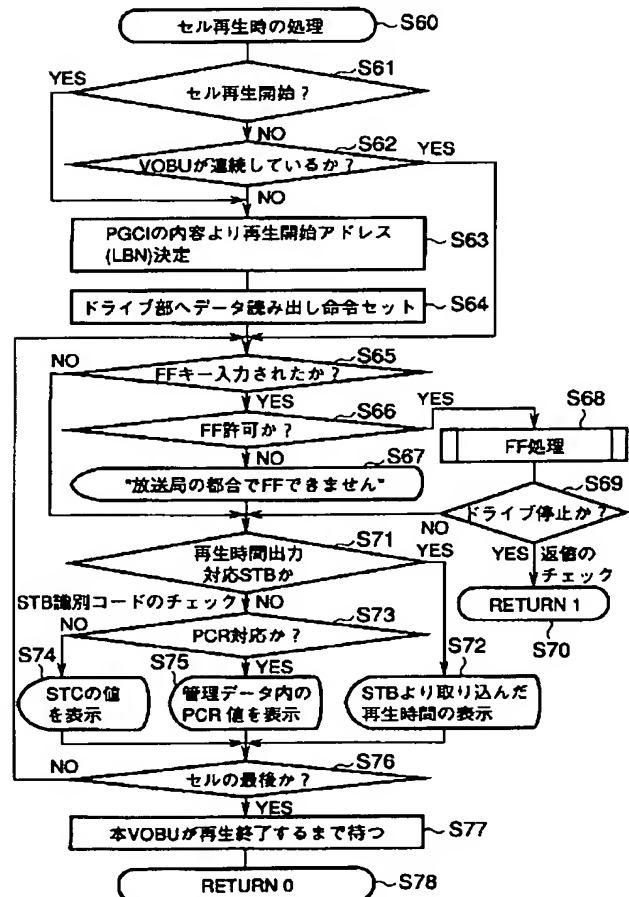 セル再生時の処理
S60
S61
YES
セル再生開始？
NO
S62
VOBUが連続しているか？
YES
NO
PGCIの内容より再生開始アドレス
(LBN)決定
S63
ドライブ部へデータ読み出し命令セット
S64
S65
NO
FFキー入力されたか？
YES
S66
YES
FF許可か？
S68
FF処理
NO
S67
"放送局の都合でFFできません"
S69
ドライブ停止か？
NO
YES
返値の
チェック
RETURN 1
S70
S71
再生時間出力
対応STBか
YES
STB識別コードのチェック
NO
S73
NO
PCR対応か？
S74
S75
YES
S72
STCの値
を表示
管理データ内の
PCR値を表示
STBより取り込んだ
再生時間の表示
S76
NO
セルの最後か？
YES
本VOBUが再生終了するまで待つ
S77
RETURN 0
S78